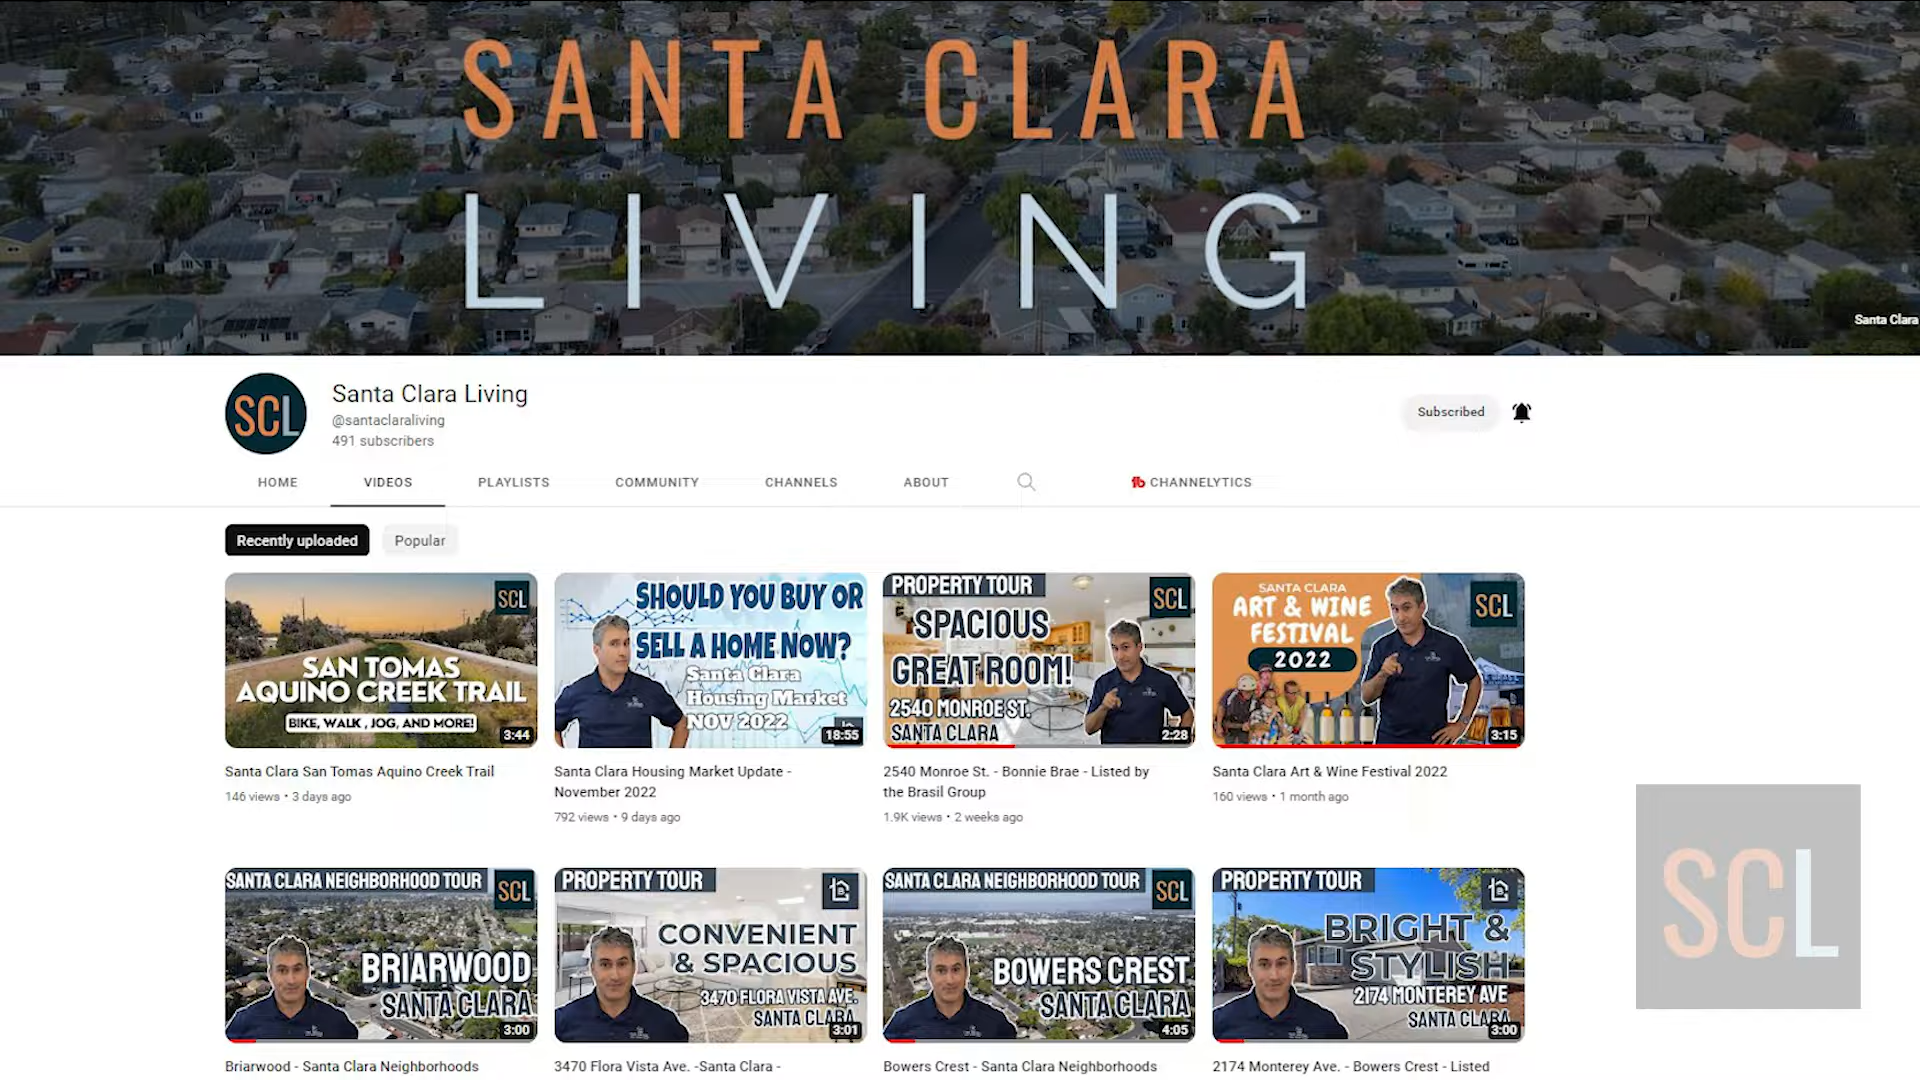 SANTA CLARA
LIVING
Santa Clara
SCL
Santa Clara Living
@santaclaraliving
491 subscribers
Subscribed
HOME
VIDEOS
PLAYLISTS
COMMUNITY
CHANNELS
ABOUT
CHANNELYTICS
Recently uploaded
Popular
SCL
SAN TOMAS
AQUINO CREEK TRAIL
BIKE, WALK , JOG, AND MORE!
3:44
Santa Clara San Tomas Aquino Creek Trail
146 views • 3 days ago
SHOULD YOU BUY OR
SELL A HOME NOW?
Santa Clara
Housing Market
NOV 2022
18:55
Santa Clara Housing Market Update -
November 2022
792 views • 9 days ago
PROPERTY TOUR
SCL
SPACIOUS
GREAT ROOM!
2540 MONROE ST.
SANTA CLARA
2:28
2540 Monroe St. - Bonnie Brae - Listed by
the Brasil Group
1.9K views • 2 weeks ago
SANTA CLARA
ART & WINE
FESTIVAL
2022
SCL
3:15
Santa Clara Art & Wine Festival 2022
160 views • 1 month ago
SANTA CLARA NEIGHBORHOOD TOUR
SCL
BRIARWOOD
SANTA CLARA
3:00
Briarwood - Santa Clara Neighborhoods
PROPERTY TOUR
CONVENIENT
& SPACIOUS
3470 FLORA VISTA AVE.
SANTA CLARA
3:01
3470 Flora Vista Ave. -Santa Clara -
SANTA CLARA NEIGHBORHOOD TOUR
SCL
BOWERS CREST
SANTA CLARA
4:05
Bowers Crest - Santa Clara Neighborhoods
PROPERTY TOUR
BRIGHT &
STYLISH
2174 MONTEREY AVE
SANTA CLARA
3:00
2174 Monterey Ave. - Bowers Crest - Listed
SCL